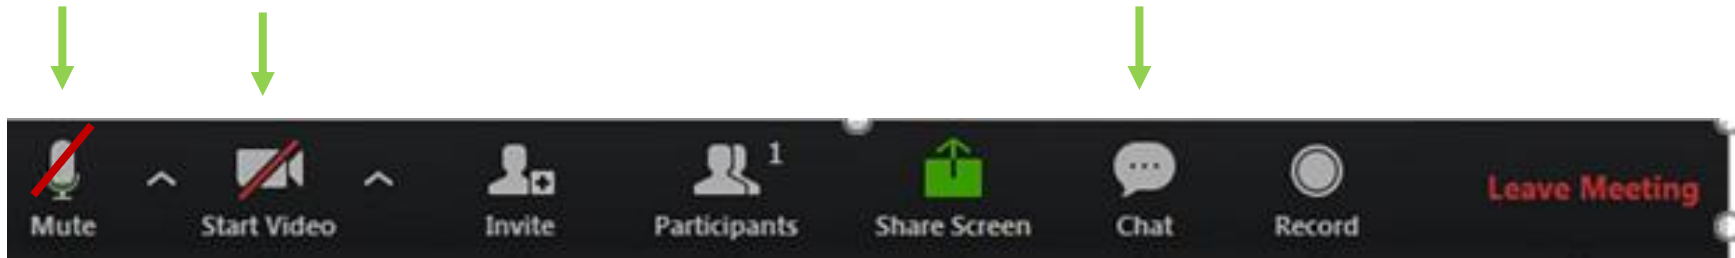 1
Mute
Start Video
Invite
Participants
Share Screen
Chat
Record
Leave Meeting